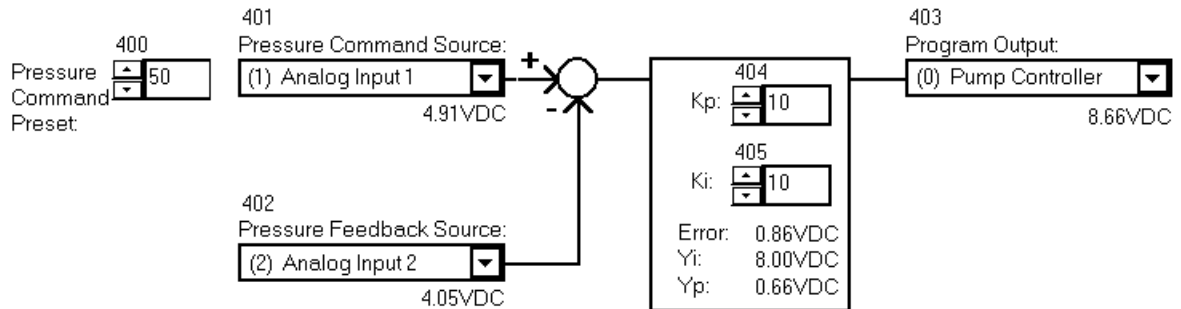 400
Pressure Command Preset:
50
401
Pressure Command Source:
(1) Analog Input 1
4.91VDC
+
-
402
Pressure Feedback Source:
(2) Analog Input 2
4.05VDC
404
Kp: 10
405
Ki: 10
Error: 0.86VDC
Yi: 8.00VDC
Yp: 0.66VDC
403
Program Output:
(0) Pump Controller
8.66VDC